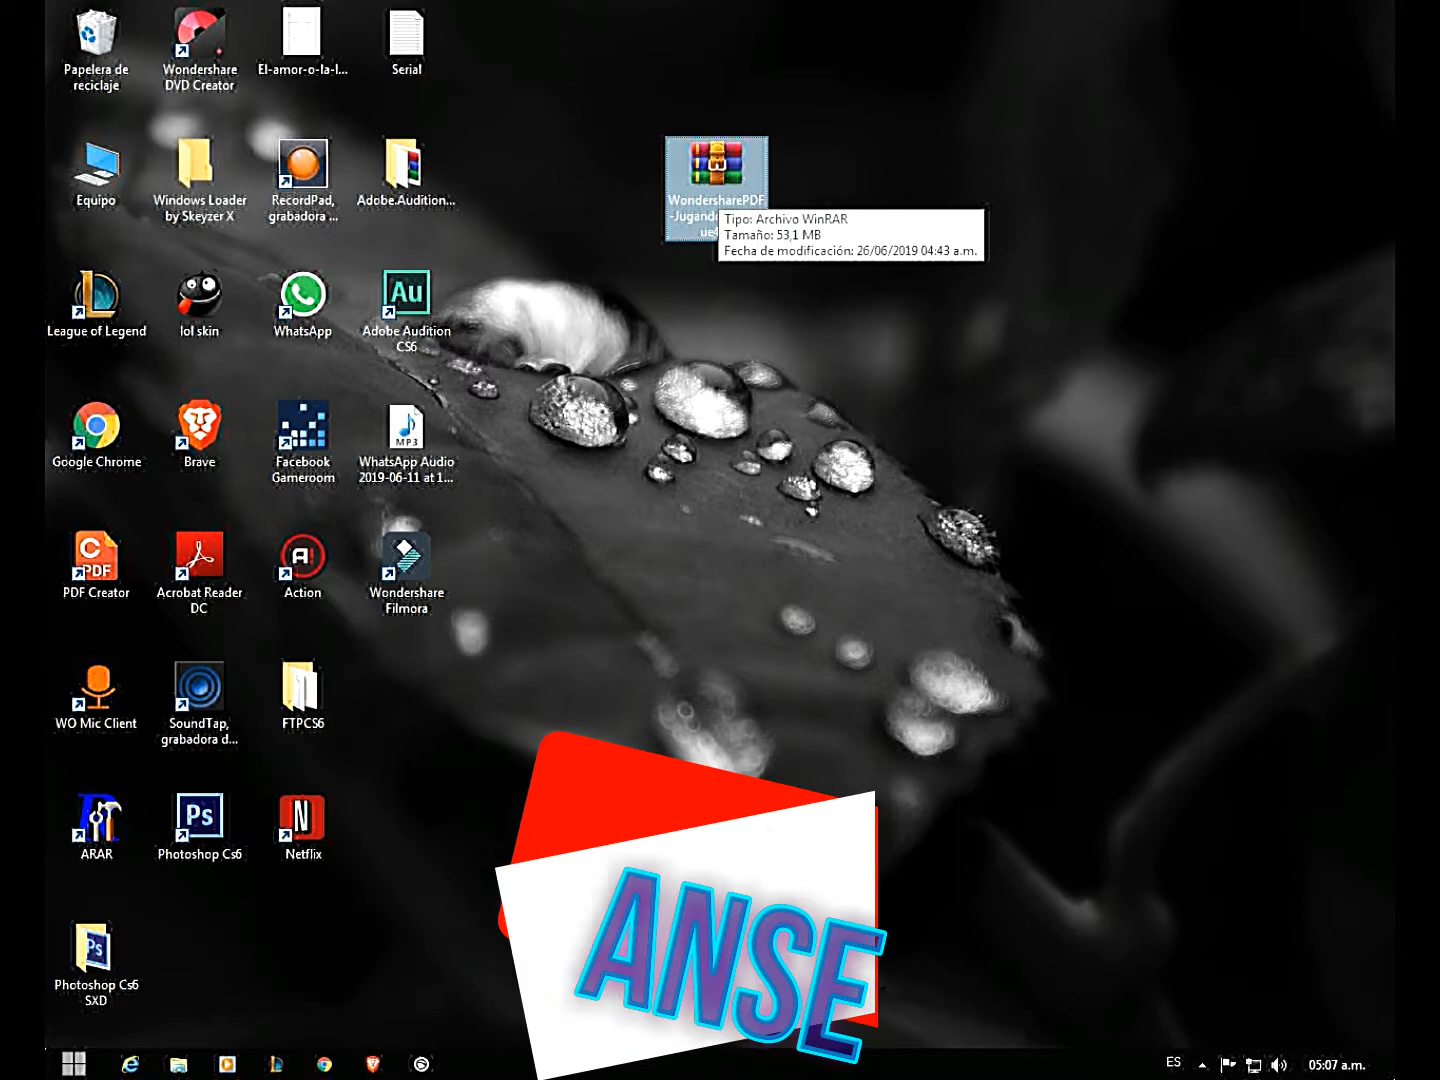 Papelera de
reciclaje
Wondershare
DVD Creator
El-amor-o-la-l...
Serial
Equipo
Windows Loader
by Skeyzer X
RecordPad,
grabadora ...
Adobe.Audition...
WondersharePDF
-Jugand
ue
Tipo: Archivo WinRAR
Tamaño: 53,1 MB
Fecha de modificación: 26/06/2019 04:43 a.m.
League of Legend
lol skin
WhatsApp
Au
Adobe Audition
CS6
Google Chrome
Brave
Facebook
Gameroom
MP3
WhatsApp Audio
2019-06-11 at 1...
C
PDF
PDF Creator
Acrobat Reader
DC
A!
Action
Wondershare
Filmora
WO Mic Client
SoundTap,
grabadora d...
FTPCS6
ARAR
Ps
Photoshop Cs6
N
Netflix
Ps
Photoshop Cs6
SXD
ANSE
ES
05:07 a.m.